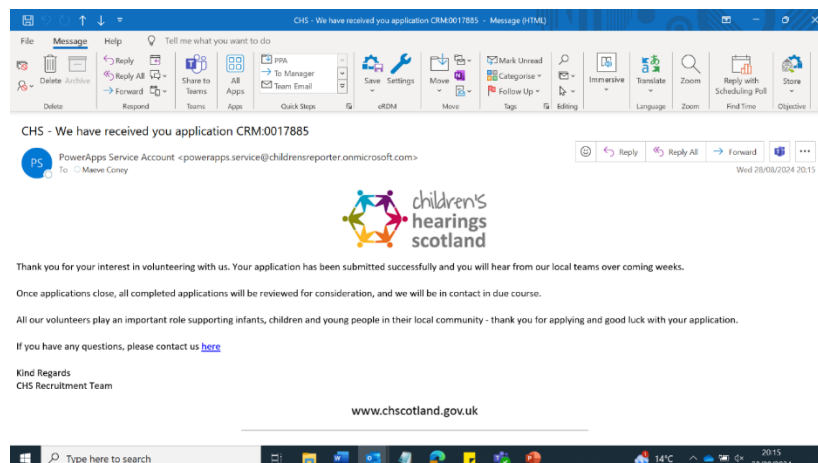 CHS - We have received you application CRM:0017885 - Message (HTML)
File Message Help Tell me what you want to do
Delete Archive
Reply
Reply All
Forward
Share to Teams
All Apps
PPA
To Manager
Team Email
Save Settings
Move
Mark Unread
Categorise
Follow Up
Immersive
Translate
Zoom
Reply with Scheduling Poll
Store
Delete Respond Teams Apps Quick Steps eRDM Move Tags Editing Language Zoom Find Time Objective
CHS - We have received you application CRM:0017885
PS
PowerApps Service Account <powerapps.service@childrensreporter.onmicrosoft.com>
To Maeve Coney
Reply Reply All Forward
Wed 28/08/2024 20:15
children's
hearings
scotland
Thank you for your interest in volunteering with us. Your application has been submitted successfully and you will hear from our local teams over coming weeks.
Once applications close, all completed applications will be reviewed for consideration, and we will be in contact in due course.
All our volunteers play an important role supporting infants, children and young people in their local community - thank you for applying and good luck with your application.
If you have any questions, please contact us here
Kind Regards
CHS Recruitment Team
www.chscotland.gov.uk
Type here to search
14°C
20:15